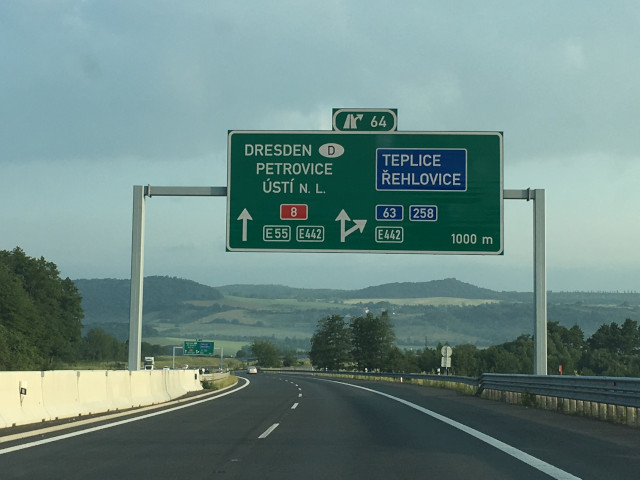 64
DRESDEN D
PETROVICE
ÚSTÍ N. L.
8
E55 E442
TEPLICE
ŘEHLOVICE
63 258
E442
1000 m